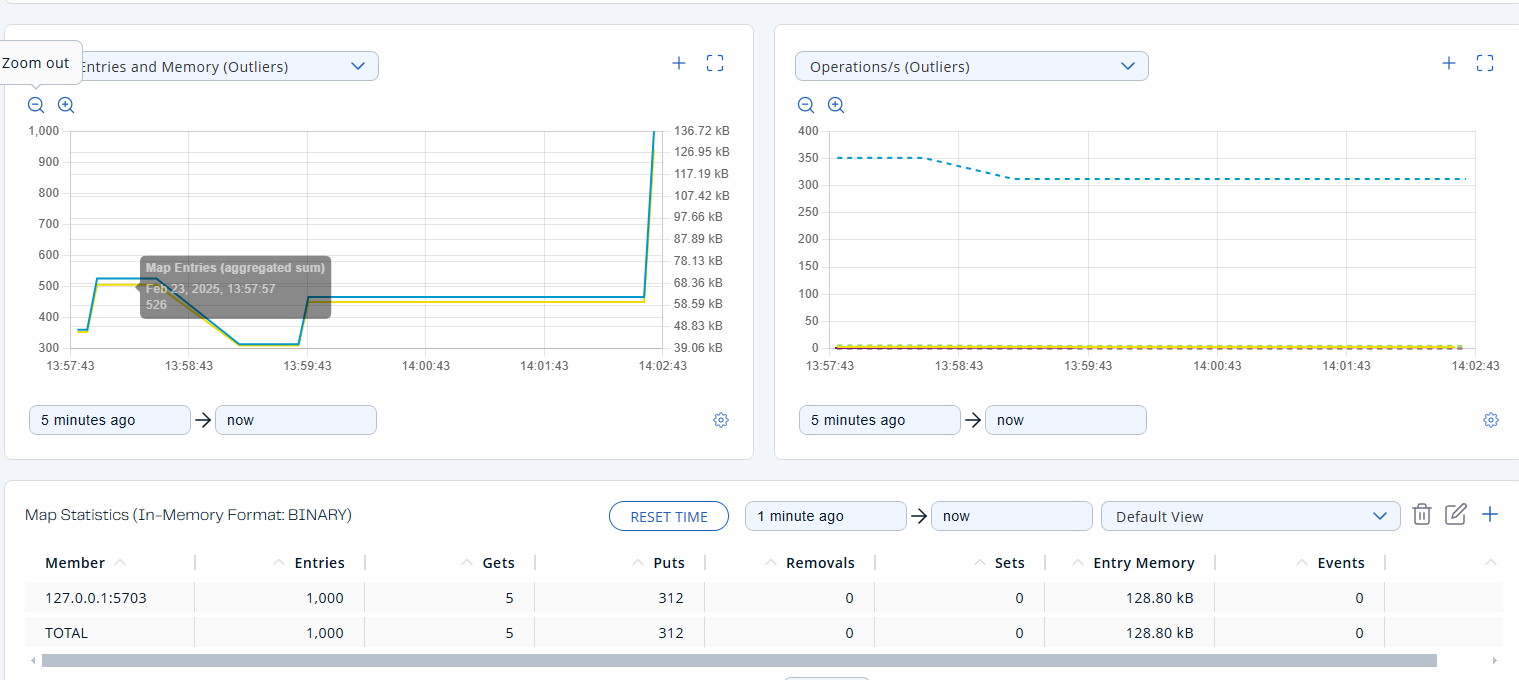 Zoom out
Entries and Memory (Outliers)
1,000
900
800
700
600
500
400
300
136.72 kB
126.95 kB
117.19 kB
107.42 kB
97.66 kB
87.89 kB
78.13 kB
68.36 kB
58.59 kB
48.83 kB
39.06 kB
Map Entries (aggregated sum)
Feb 23, 2025, 13:57:57
526
13:57:43 13:58:43 13:59:43 14:00:43 14:01:43 14:02:43
5 minutes ago → now
Operations/s (Outliers)
400
350
300
250
200
150
100
50
0
13:57:43 13:58:43 13:59:43 14:00:43 14:01:43 14:02:43
5 minutes ago → now
Map Statistics (In-Memory Format: BINARY) RESET TIME 1 minute ago → now Default View
Member Entries Gets Puts Removals Sets Entry Memory Events
127.0.0.1:5703 1,000 5 312 0 0 128.80 kB 0
TOTAL 1,000 5 312 0 0 128.80 kB 0